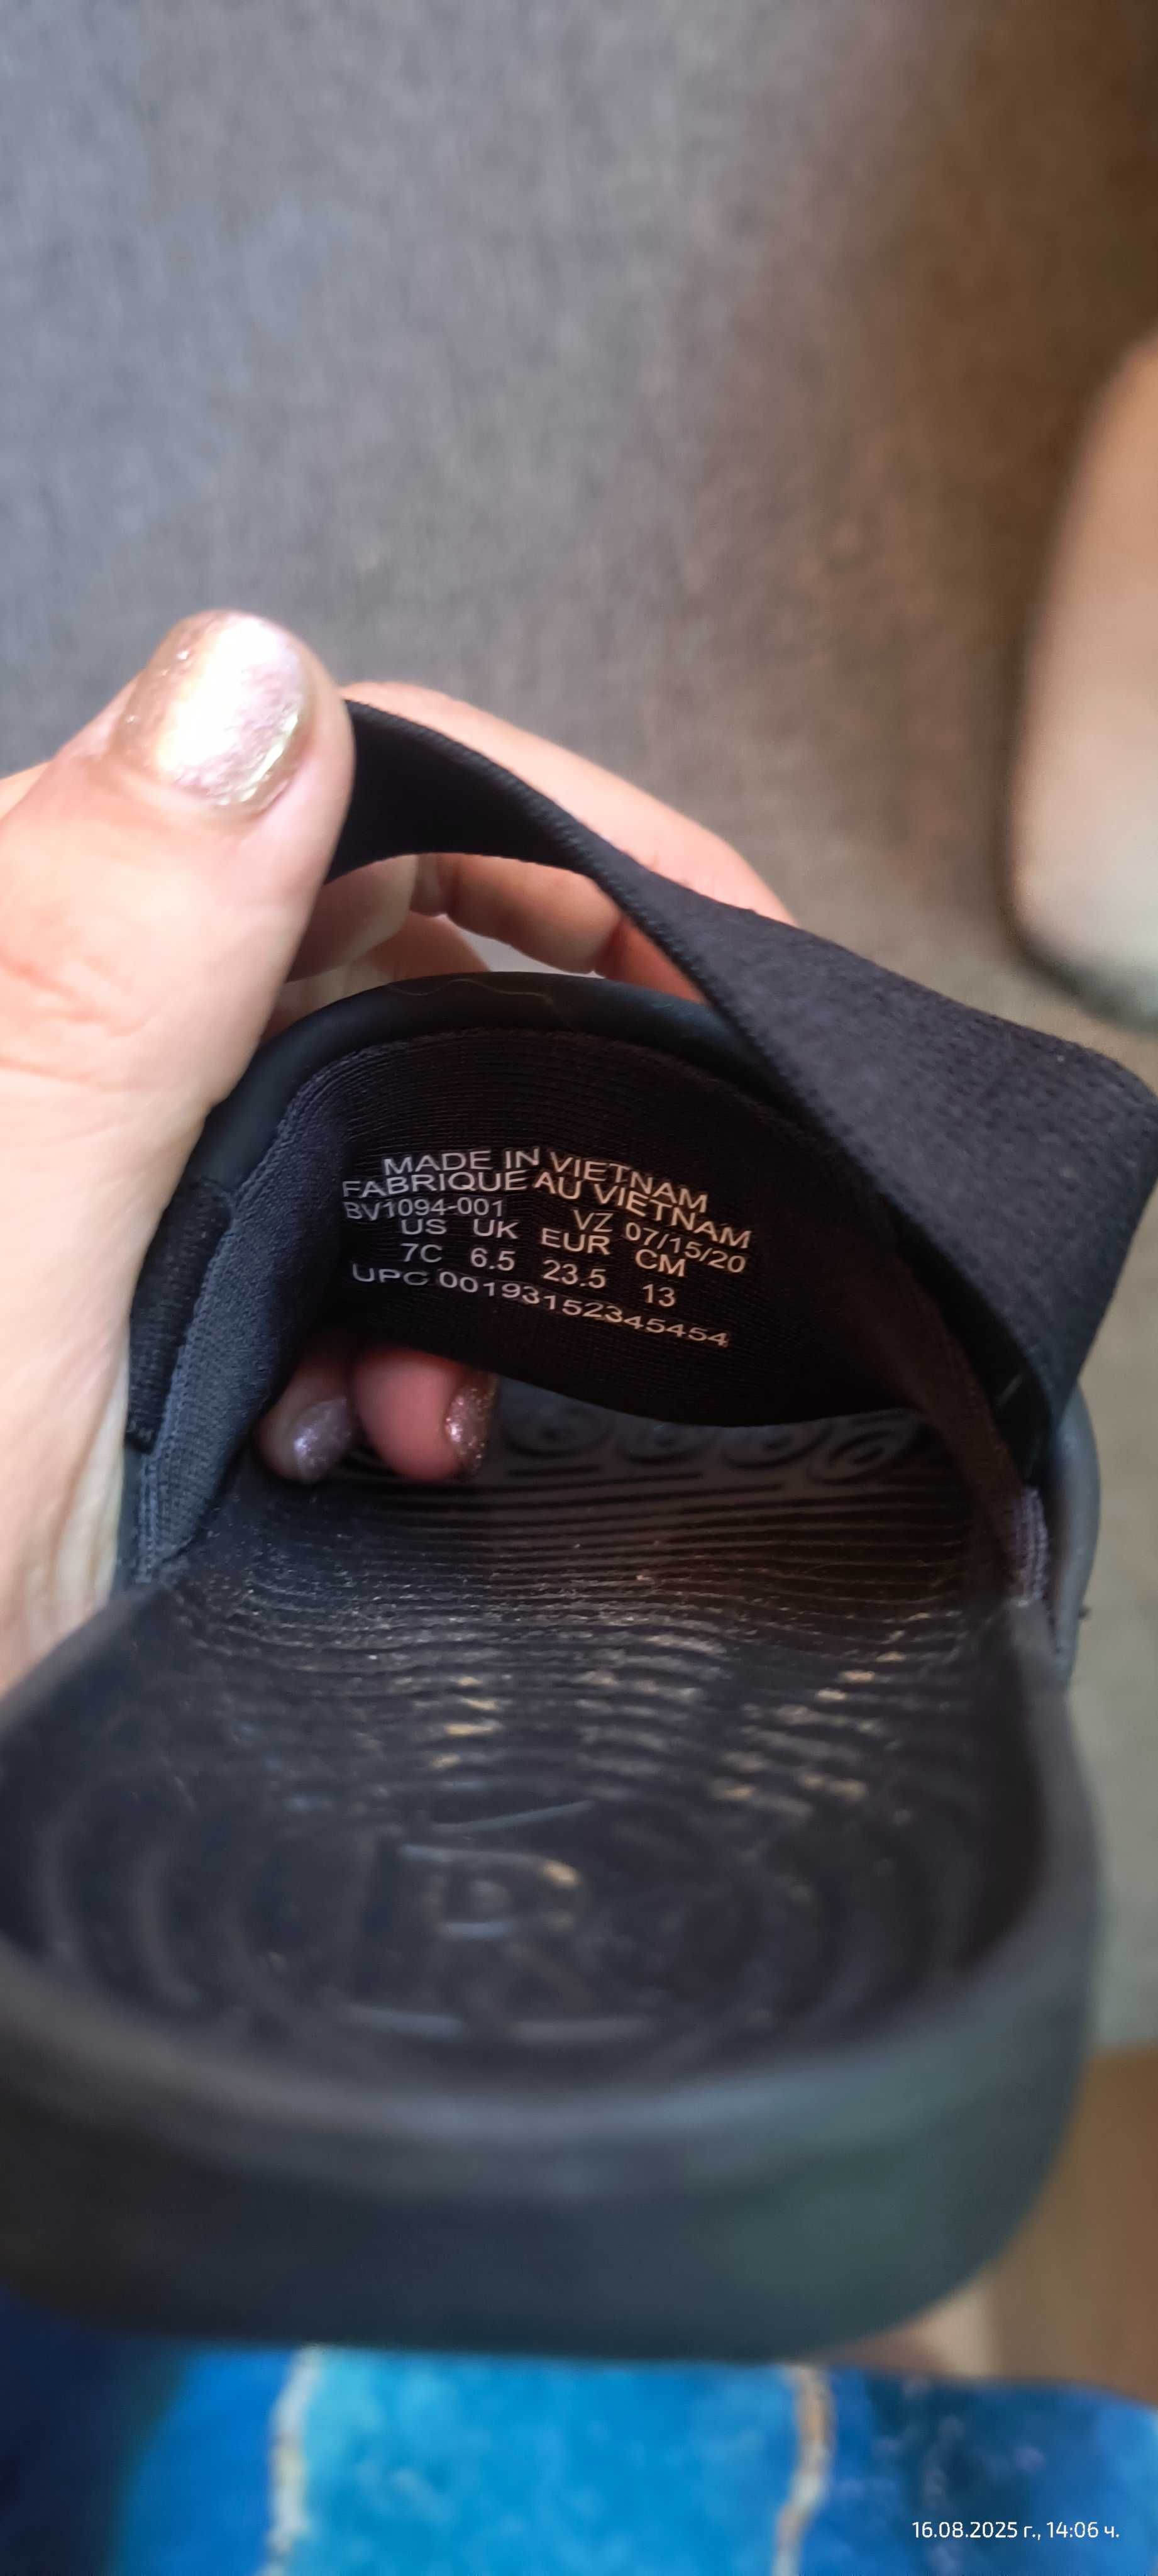 MADE IN VIETNAM
FABRIQUE AU VIETNAM
BV1094-001 VZ 07/15/20
US UK EUR CM
7C 6.5 23.5 13
UPC 00193152345454
16.08.2025 г., 14:06 ч.